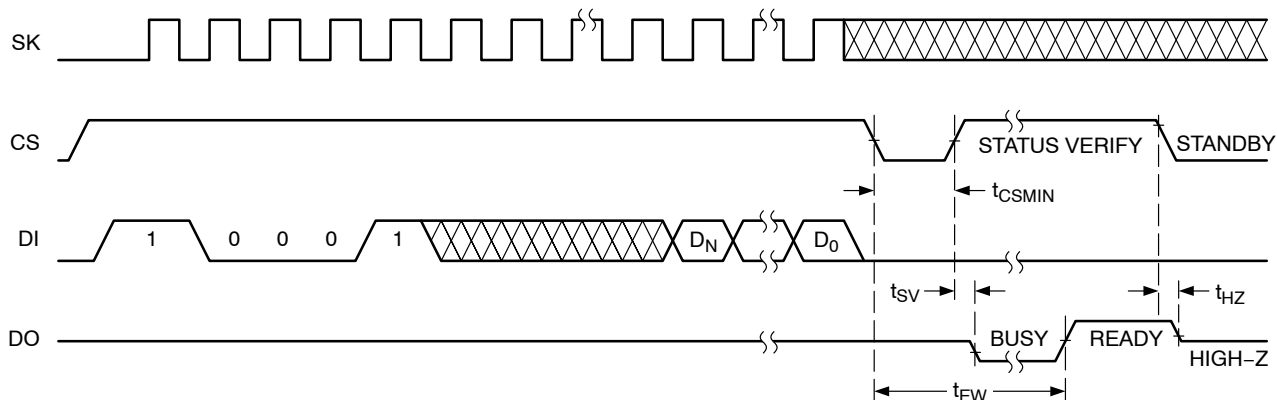 SK
CS
STATUS VERIFY
STANDBY
tCSMIN
DI
1
0
0
0
1
DN
D0
tSV
tHZ
DO
BUSY
READY
HIGH–Z
tEW